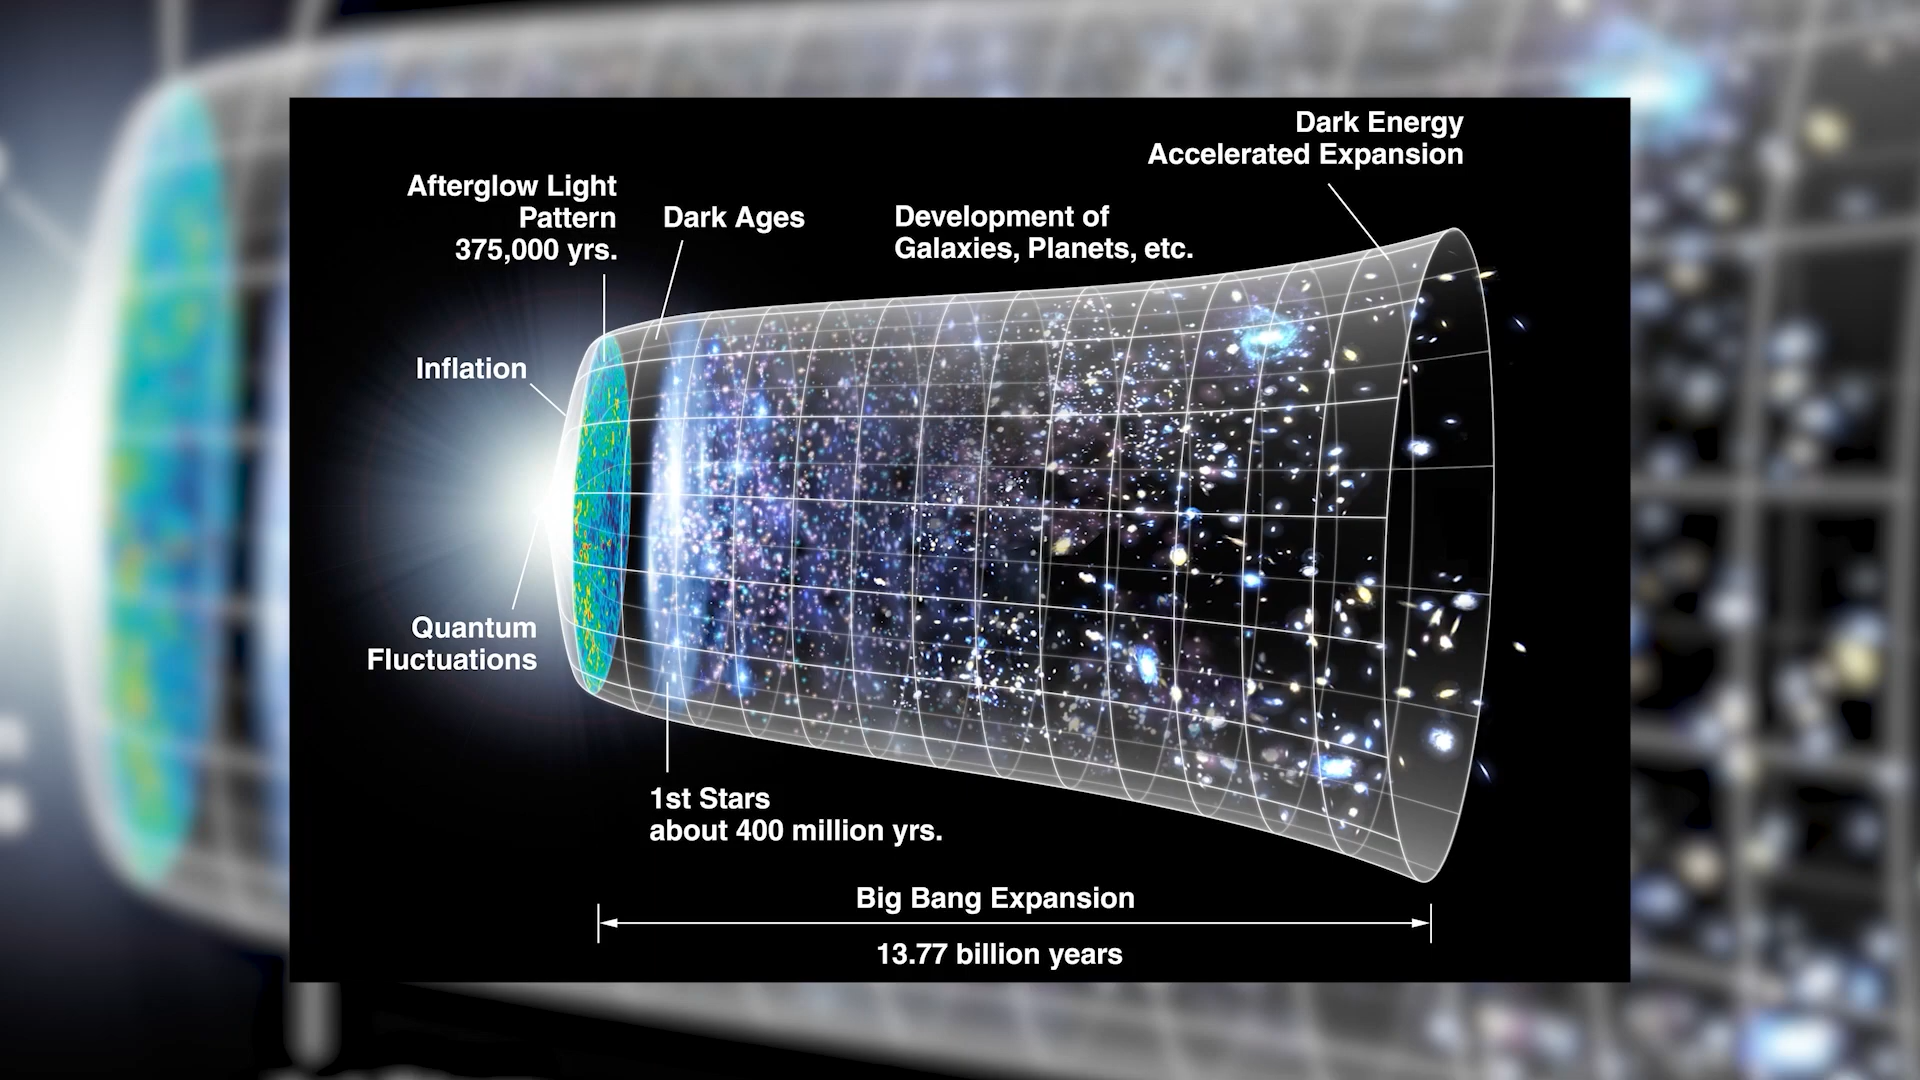 Dark Energy
Accelerated Expansion
Afterglow Light
Pattern
375,000 yrs.
Dark Ages
Development of
Galaxies, Planets, etc.
Inflation
Quantum
Fluctuations
1st Stars
about 400 million yrs.
Big Bang Expansion
13.77 billion years